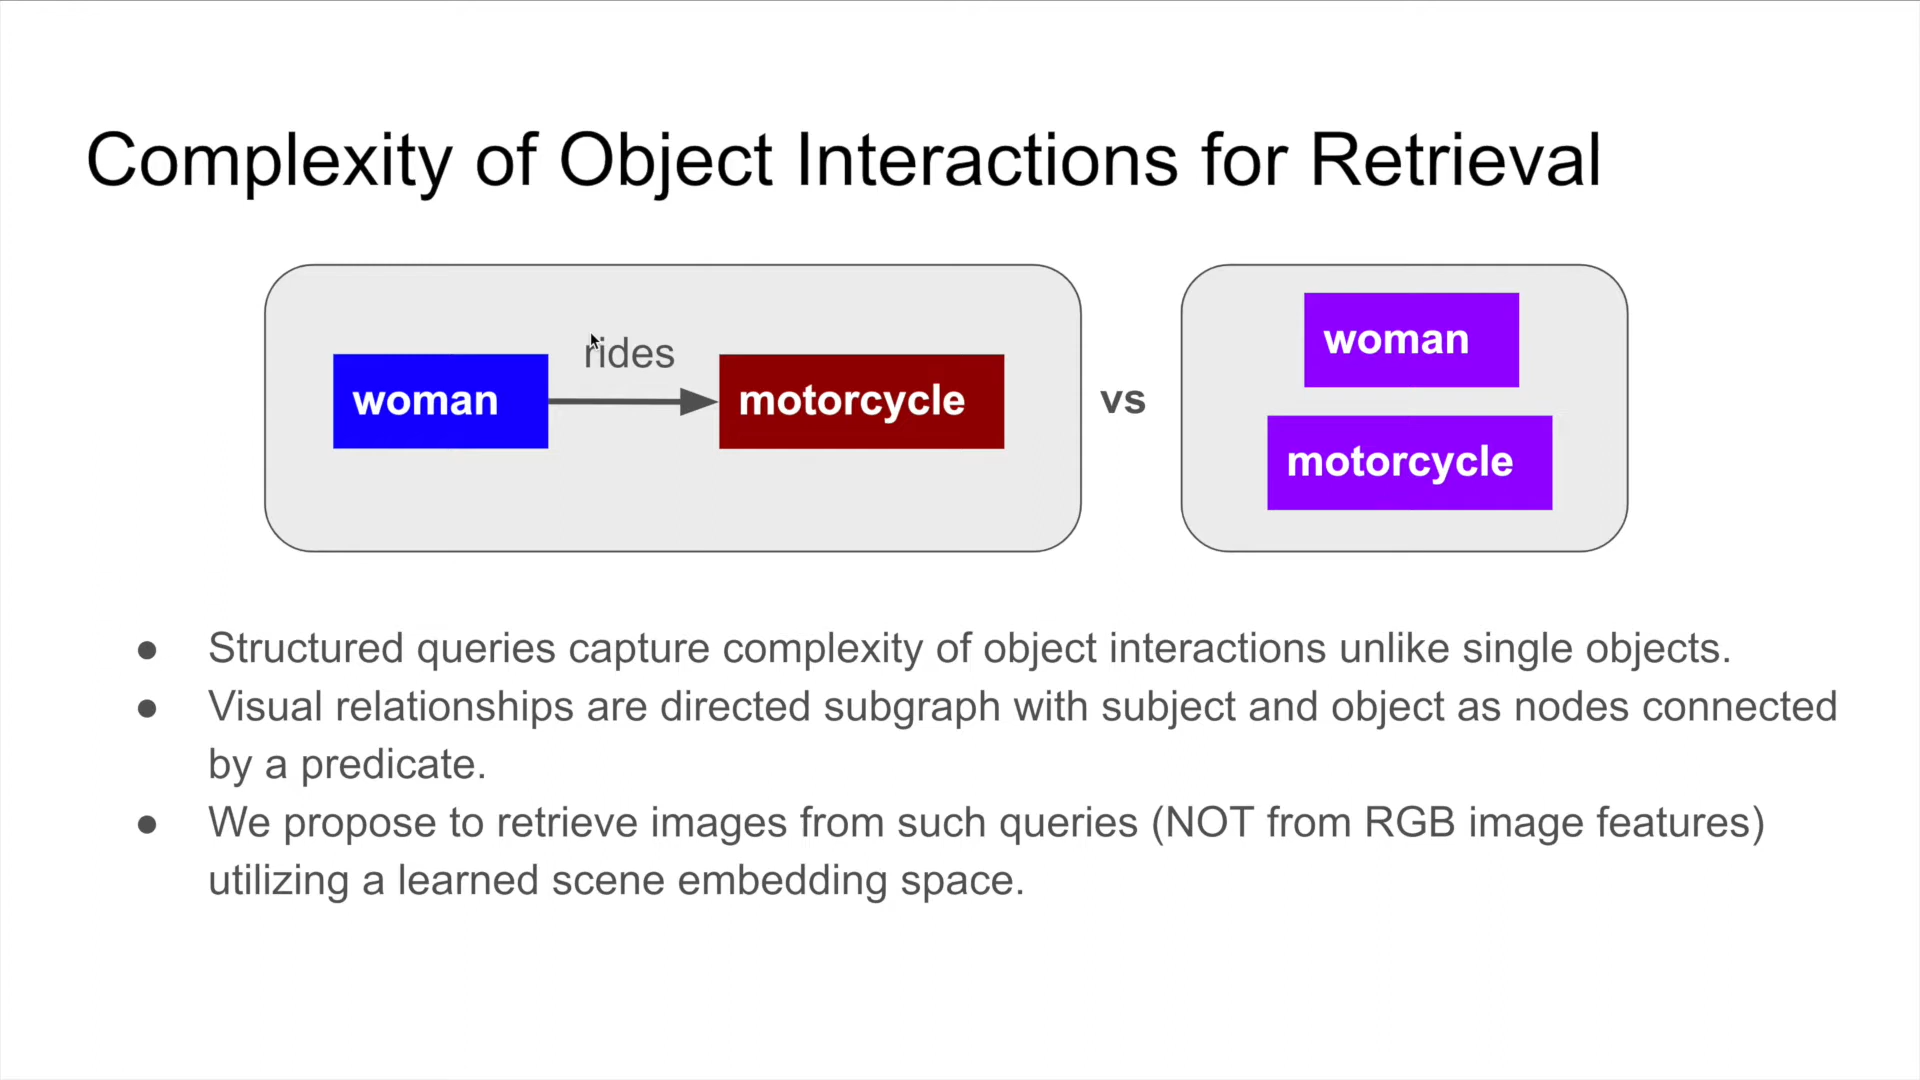 Complexity of Object Interactions for Retrieval
rides
woman
motorcycle
vs
woman
motorcycle
● Structured queries capture complexity of object interactions unlike single objects.
● Visual relationships are directed subgraph with subject and object as nodes connected
by a predicate.
● We propose to retrieve images from such queries (NOT from RGB image features)
utilizing a learned scene embedding space.